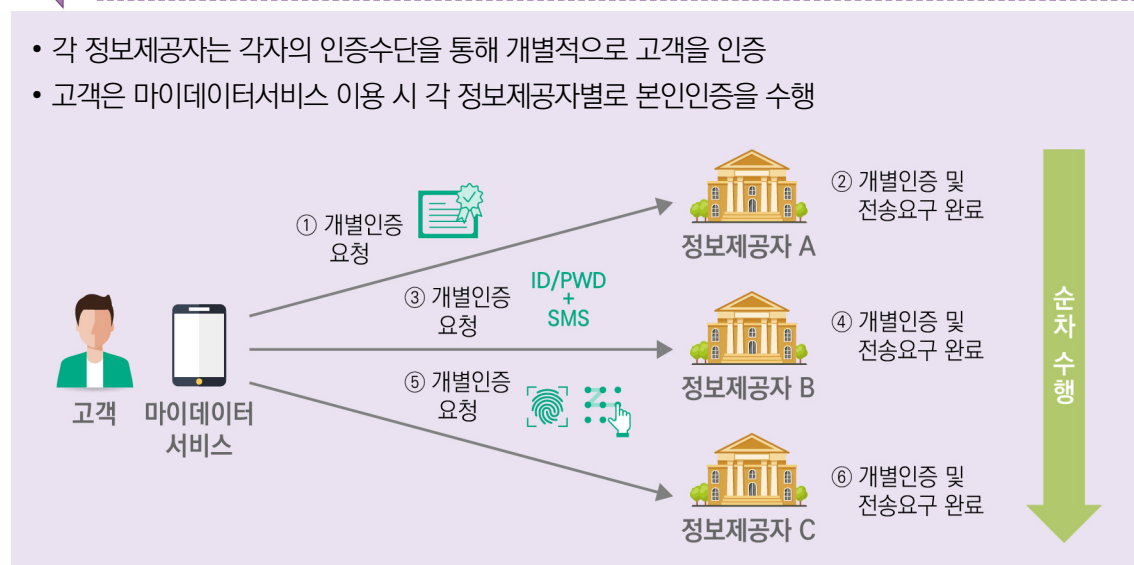 • 각 정보제공자는 각자의 인증수단을 통해 개별적으로 고객을 인증
• 고객은 마이데이터서비스 이용 시 각 정보제공자별로 본인인증을 수행
① 개별인증
요청
② 개별인증 및
전송요구 완료
정보제공자 A
③ 개별인증
요청
ID/PWD
+
SMS
④ 개별인증 및
전송요구 완료
정보제공자 B
⑤ 개별인증
요청
⑥ 개별인증 및
전송요구 완료
정보제공자 C
고객
마이데이터
서비스
순차 수행